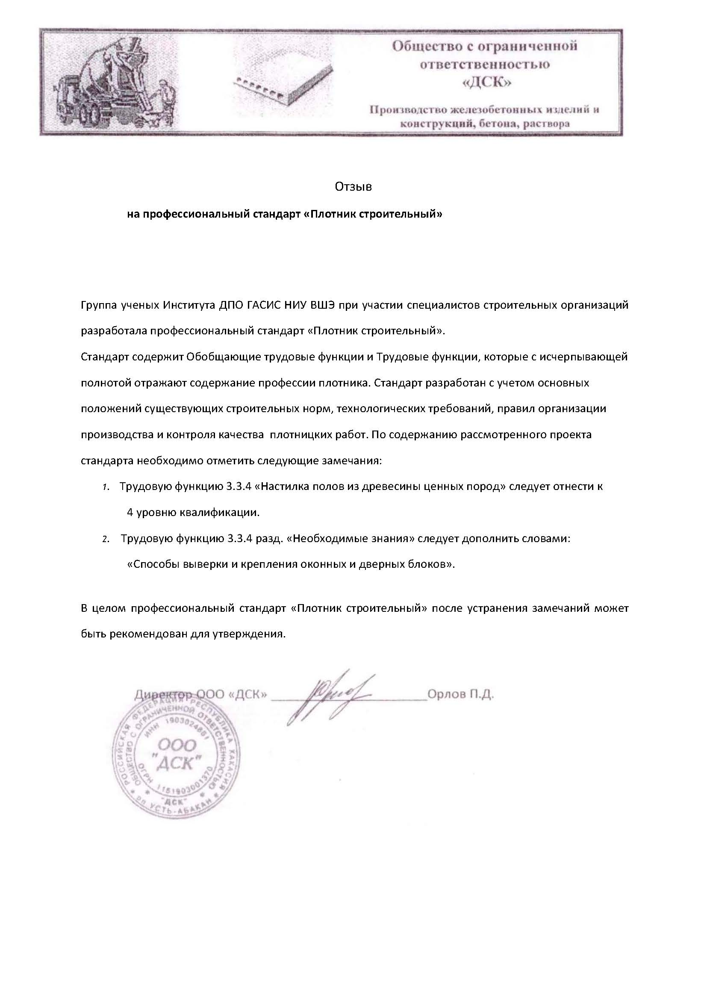 Общество с ограниченной
ответственностью
«ДСК»
Производство железобетонных изделий и
конструкций, бетона, раствора
Отзыв
на профессиональный стандарт «Плотник строительный»
Группа ученых Института ДПО ГАСИС НИУ ВШЭ при участии специалистов строительных организаций
разработала профессиональный стандарт «Плотник строительный».
Стандарт содержит Обобщающие трудовые функции и Трудовые функции, которые с исчерпывающей
полнотой отражают содержание профессии плотника. Стандарт разработан с учетом основных
положений существующих строительных норм, технологических требований, правил организации
производства и контроля качества плотницких работ. По содержанию рассмотренного проекта
стандарта необходимо отметить следующие замечания:
1. Трудовую функцию 3.3.4 «Настилка полов из древесины ценных пород» следует отнести к
4 уровню квалификации.
2. Трудовую функцию 3.3.4 разд. «Необходимые знания» следует дополнить словами:
«Способы выверки и крепления оконных и дверных блоков».
В целом профессиональный стандарт «Плотник строительный» после устранения замечаний может
быть рекомендован для утверждения.
Директор ООО «ДСК» Орлов П.Д.
РОССИЙСКАЯ ФЕДЕРАЦИЯ РЕСПУБЛИКА ХАКАСИЯ
рп УСТЬ-АБАКАН
ОБЩЕСТВО С ОГРАНИЧЕННОЙ ОТВЕТСТВЕННОСТЬЮ
"ДСК"
ИНН
ООО
"ДСК"
ОГРН 1151903001370